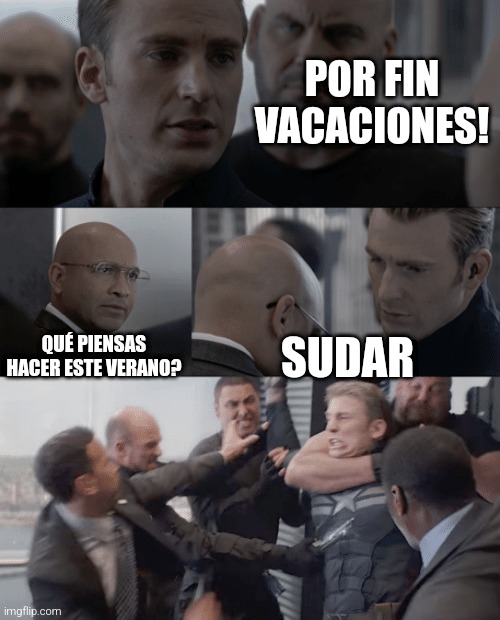 POR FIN
VACACIONES!
QUÉ PIENSAS
HACER ESTE VERANO?
SUDAR
imgflip.com